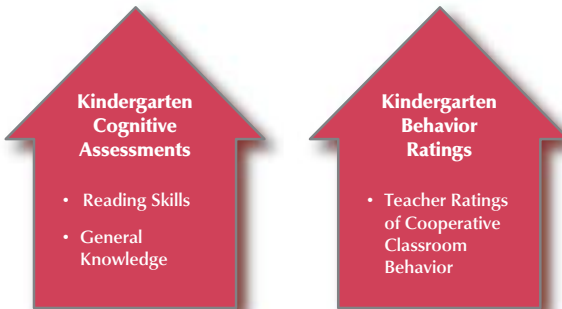 Kindergarten
Cognitive
Assessments
• Reading Skills
• General
Knowledge
Kindergarten
Behavior
Ratings
• Teacher Ratings
of Cooperative
Classroom
Behavior